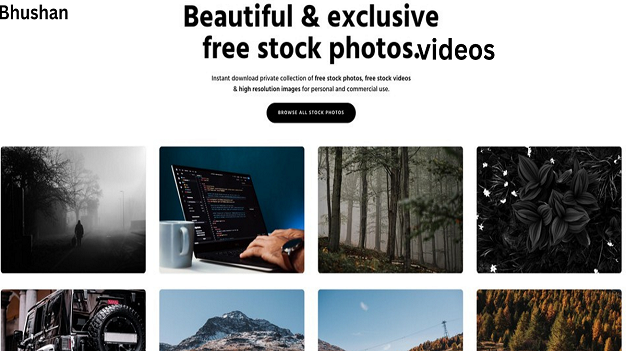 Bhushan
Beautiful & exclusive
free stock photos.videos
Instant download private collection of free stock photos, free stock videos
& high resolution images for personal and commercial use.
BROWSE ALL STOCK PHOTOS